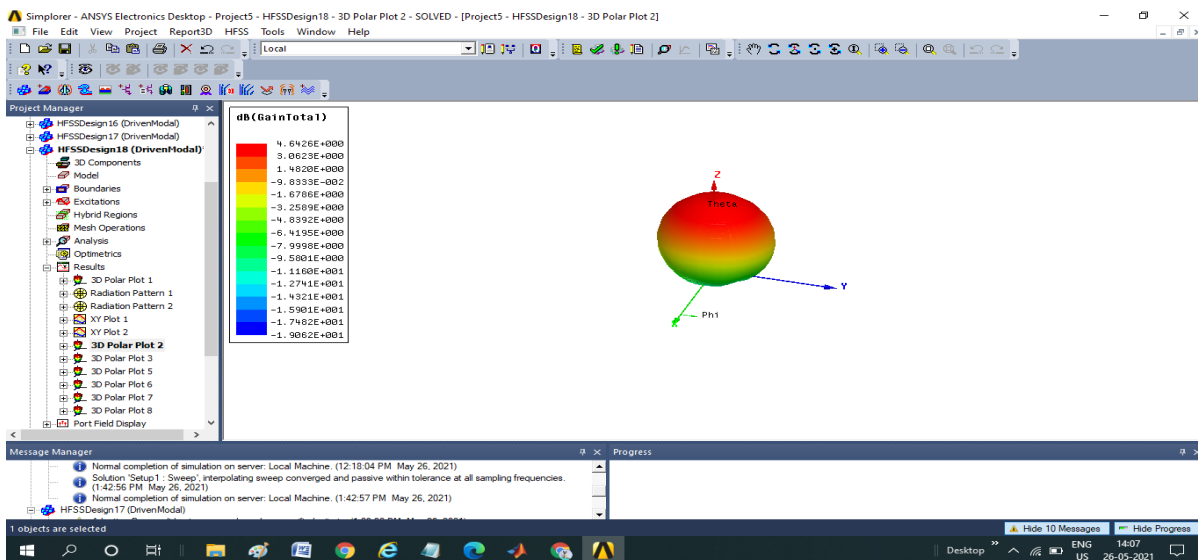 Simplorer - ANSYS Electronics Desktop - Project5 - HFSSDesign18 - 3D Polar Plot 2 - SOLVED - [Project5 - HFSSDesign18 - 3D Polar Plot 2]
File Edit View Project Report3D HFSS Tools Window Help
Local
Project Manager
HFSSDesign16 (DrivenModal)
HFSSDesign17 (DrivenModal)
HFSSDesign18 (DrivenModal)*
3D Components
Model
Boundaries
Excitations
Hybrid Regions
Mesh Operations
Analysis
Optimetrics
Results
3D Polar Plot 1
Radiation Pattern 1
Radiation Pattern 2
XY Plot 1
XY Plot 2
3D Polar Plot 2
3D Polar Plot 3
3D Polar Plot 5
3D Polar Plot 6
3D Polar Plot 7
3D Polar Plot 8
Port Field Display
dB(GainTotal)
4.6426E+000
3.0623E+000
1.4820E+000
-9.8333E-002
-1.6786E+000
-3.2589E+000
-4.8392E+000
-6.4195E+000
-7.9998E+000
-9.5801E+000
-1.1160E+001
-1.2741E+001
-1.4321E+001
-1.5901E+001
-1.7482E+001
-1.9062E+001
Z
Theta
Y
Phi
X
Message Manager
Normal completion of simulation on server: Local Machine. (12:18:04 PM May 26, 2021)
Solution 'Setup1 : Sweep', interpolating sweep converged and passive within tolerance at all sampling frequencies.
(1:42:56 PM May 26, 2021)
Normal completion of simulation on server: Local Machine. (1:42:57 PM May 26, 2021)
HFSSDesign17 (DrivenModal)
Progress
1 objects are selected
Hide 10 Messages
Hide Progress
Desktop
ENG
US
14:07
26-05-2021